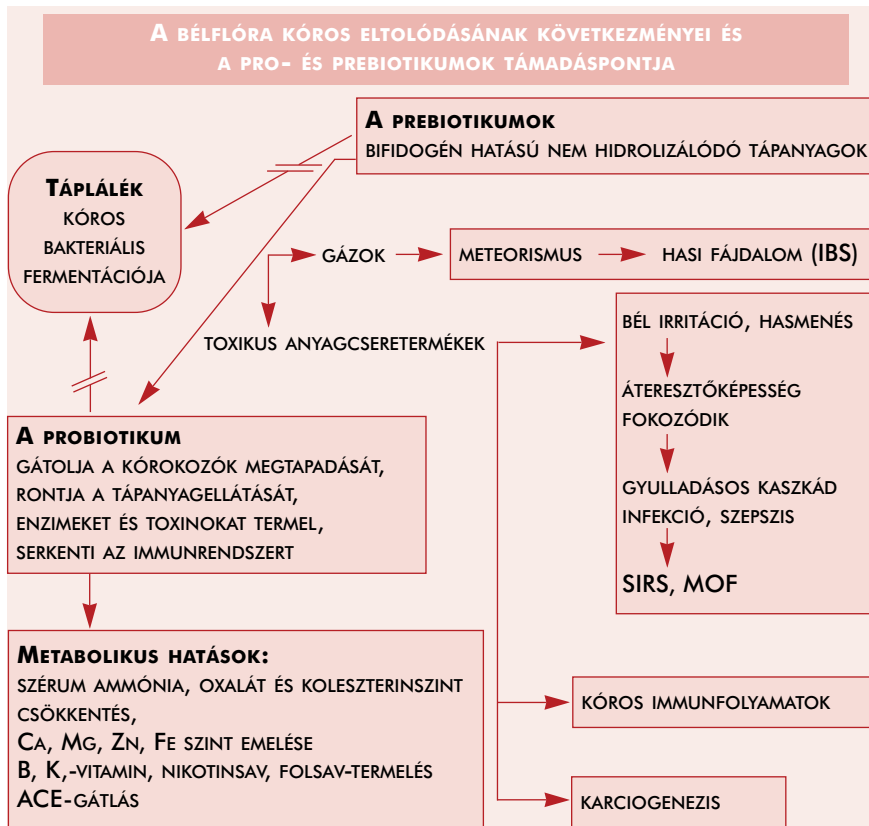 A BÉLFLÓRA KÓROS ELTOLÓDÁSÁNAK KÖVETKEZMÉNYEI ÉS
A PRO- ÉS PREBIOTIKUMOK TÁMADÁSPONTJA
A PREBIOTIKUMOK
BIFIDOGÉN HATÁSÚ NEM HIDROLIZÁLÓDÓ TÁPANYAGOK
TÁPLÁLÉK
KÓROS
BAKTERIÁLIS
FERMENTÁCIÓJA
GÁZOK
METEORISMUS
HASI FÁJDALOM (IBS)
TOXIKUS ANYAGCSERETERMÉKEK
BÉL IRRITÁCIÓ, HASMENÉS
ÁTERESZTŐKÉPESSÉG
FOKOZÓDIK
GYULLADÁSOS KASZKÁD
INFEKCIÓ, SZEPSZIS
SIRS, MOF
A PROBIOTIKUM
GÁTOLJA A KÓROKOZÓK MEGTAPADÁSÁT,
RONTJA A TÁPANYAGELLÁTÁSÁT,
ENZIMEKET ÉS TOXINOKAT TERMEL,
SERKENTI AZ IMMUNRENDSZERT
METABOLIKUS HATÁSOK:
SZÉRUM AMMÓNIA, OXALÁT ÉS KOLESZTERINSZINT
CSÖKKENTÉS,
CA, MG, ZN, FE SZINT EMELÉSE
B, K,-VITAMIN, NIKOTINSAV, FOLSAV-TERMELÉS
ACE-GÁTLÁS
KÓROS IMMUNFOLYAMATOK
KARCIOGENEZIS